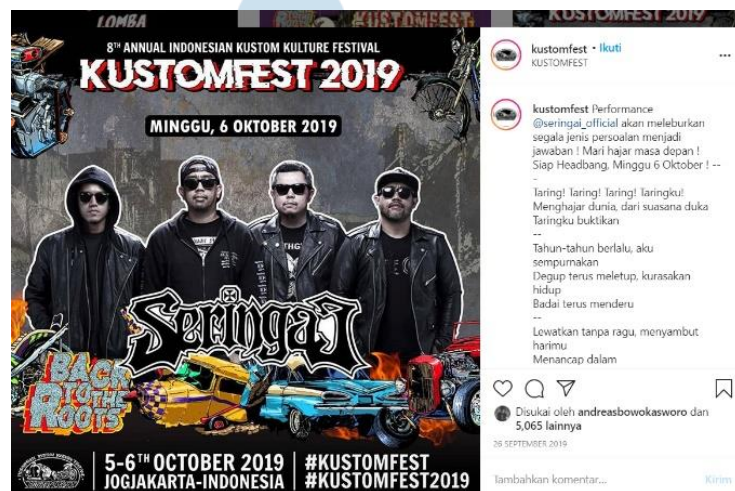 LOMBA
KUSTOMFEST
KUSTOMFEST 2019
8TH ANNUAL INDONESIAN KUSTOM KULTURE FESTIVAL
KUSTOMFEST 2019
MINGGU, 6 OKTOBER 2019
Seringai
BACK
TO THE
ROOTS
5-6TH OCTOBER 2019
JOGJAKARTA-INDONESIA
#KUSTOMFEST
#KUSTOMFEST2019
kustomfest • Ikuti
KUSTOMFEST
kustomfest Performance
@seringai_official akan meleburkan
segala jenis persoalan menjadi
jawaban ! Mari hajar masa depan !
Siap Headbang, Minggu 6 Oktober ! --
-
Taring! Taring! Taring! Taringku!
Menghajar dunia, dari suasana duka
Taringku buktikan
--
Tahun-tahun berlalu, aku
sempurnakan
Degup terus meletup, kurasakan
hidup
Badai terus menderu
--
Lewatkan tanpa ragu, menyambut
harimu
Menancap dalam
Disukai oleh andreasbowokasworo dan
5,065 lainnya
26 SEPTEMBER 2019
Tambahkan komentar...
Kirim